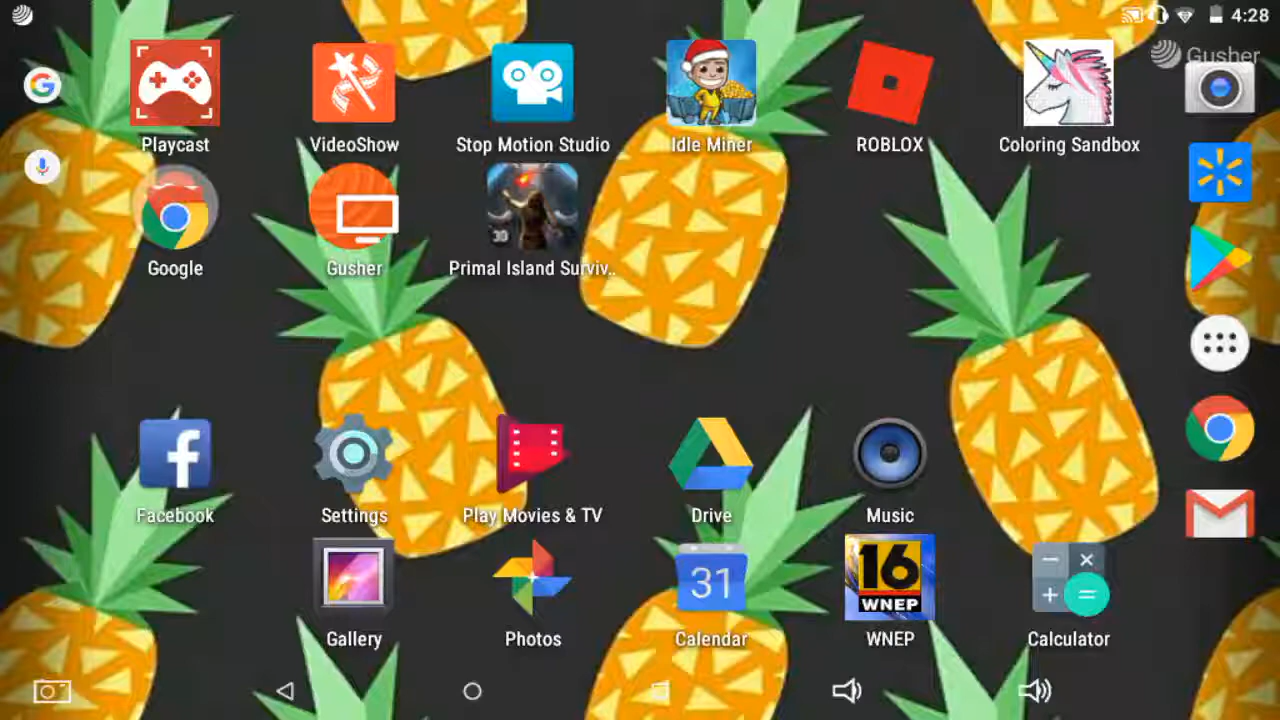 4:28
Gusher
Playcast
VideoShow
Stop Motion Studio
Idle Miner
ROBLOX
Coloring Sandbox
3D
Google
Gusher
Primal Island Surviv..
Facebook
Settings
Play Movies & TV
Drive
Music
31
16
WNEP
Gallery
Photos
Calendar
WNEP
Calculator